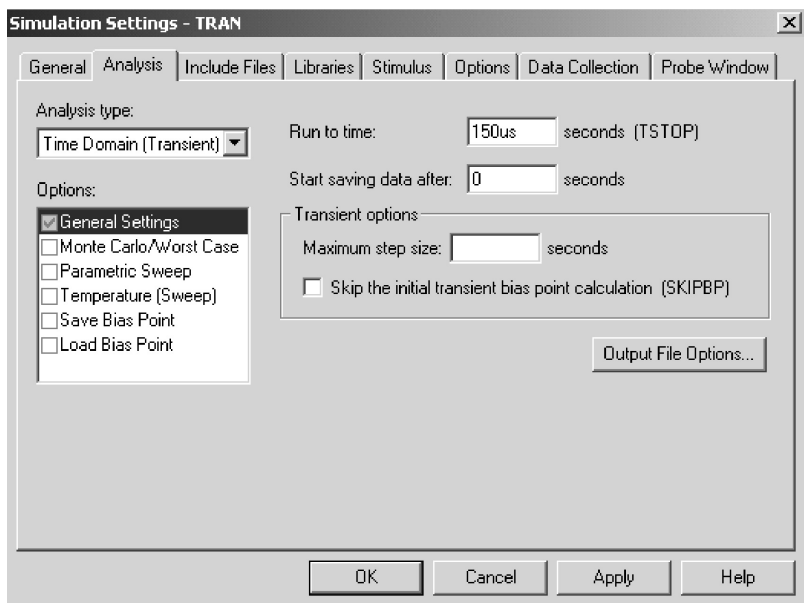 Simulation Settings - TRAN
General Analysis Include Files Libraries Stimulus Options Data Collection Probe Window
Analysis type:
Time Domain (Transient)
Options:
General Settings
Monte Carlo/Worst Case
Parametric Sweep
Temperature (Sweep)
Save Bias Point
Load Bias Point
Run to time: 150us seconds (TSTOP)
Start saving data after: 0 seconds
Transient options
Maximum step size: seconds
Skip the initial transient bias point calculation (SKIPBP)
Output File Options...
OK Cancel Apply Help